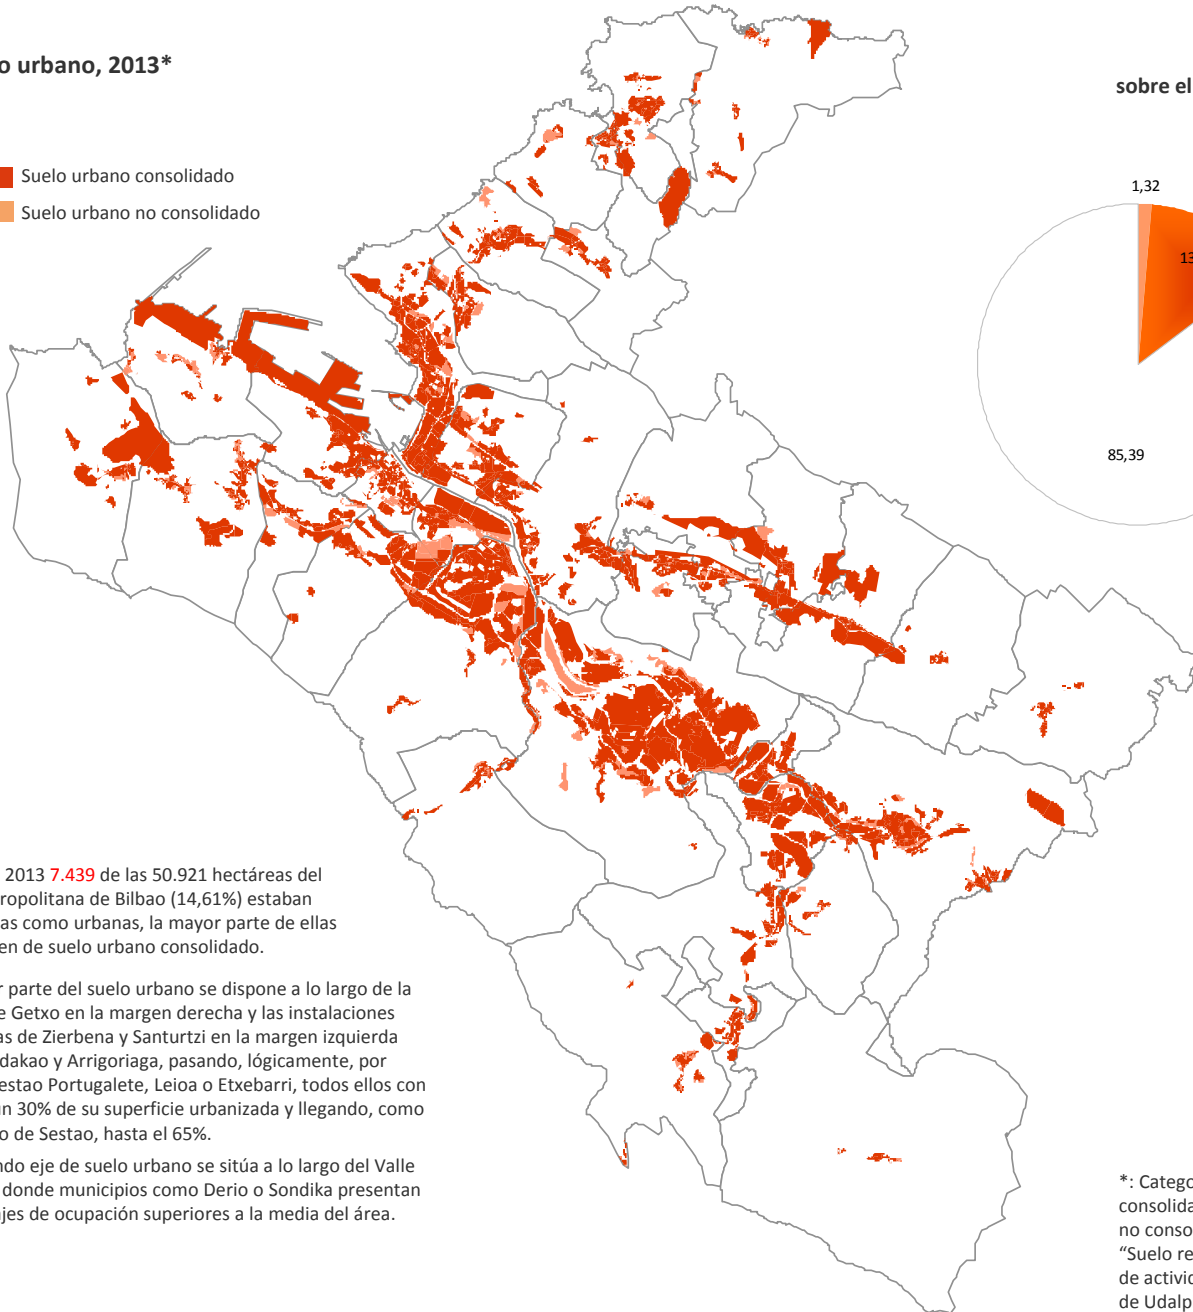 o urbano, 2013*
sobre el
Suelo urbano consolidado
Suelo urbano no consolidado
1,32
13
85,39
2013 7.439 de las 50.921 hectáreas del
ropolitana de Bilbao (14,61%) estaban
as como urbanas, la mayor parte de ellas
en de suelo urbano consolidado.
r parte del suelo urbano se dispone a lo largo de la
e Getxo en la margen derecha y las instalaciones
as de Zierbena y Santurtzi en la margen izquierda
dakao y Arrigoriaga, pasando, lógicamente, por
estao Portugalete, Leioa o Etxebarri, todos ellos con
un 30% de su superficie urbanizada y llegando, como
o de Sestao, hasta el 65%.
ndo eje de suelo urbano se sitúa a lo largo del Valle
donde municipios como Derio o Sondika presentan
ajes de ocupación superiores a la media del área.
*: Catego
consolida
no conso
“Suelo re
de activid
de Udalp